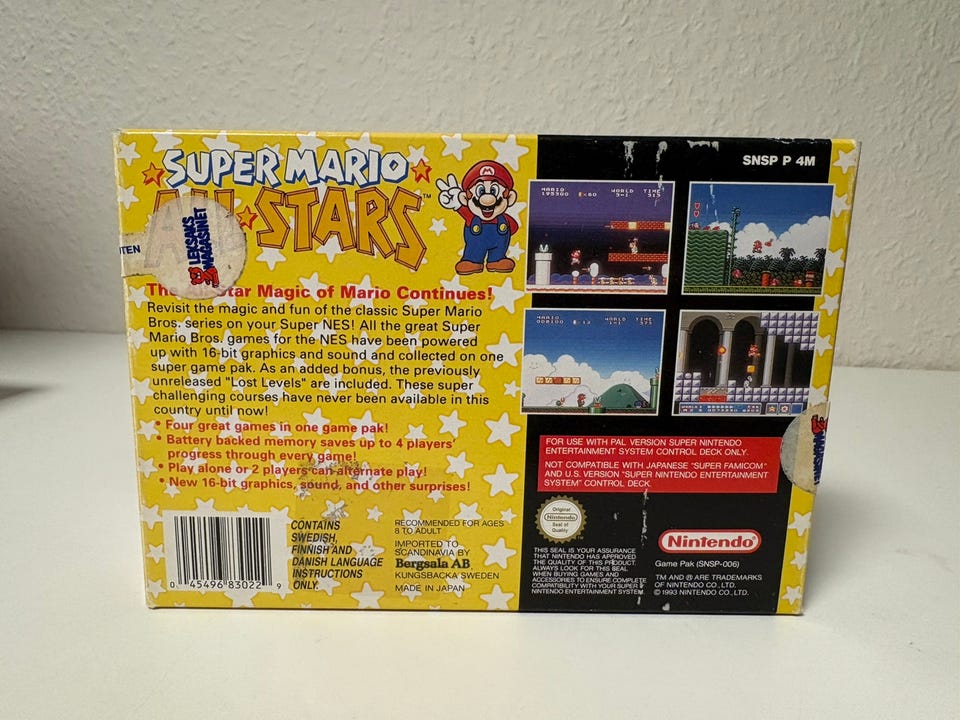 SUPER MARIO
ALL·STARS™
LEKSAKS
MAGASINET
The All-Star Magic of Mario Continues!
Revisit the magic and fun of the classic Super Mario
Bros. series on your Super NES! All the great Super
Mario Bros. games for the NES have been powered
up with 16-bit graphics and sound and collected on one
super game pak. As an added bonus, the previously
unreleased "Lost Levels" are included. These super
challenging courses have never been available in this
country until now!
• Four great games in one game pak!
• Battery backed memory saves up to 4 players'
progress through every game!
• Play alone or 2 players can alternate play!
• New 16-bit graphics, sound, and other surprises!
0 45496 83022 9
CONTAINS
SWEDISH,
FINNISH AND
DANISH LANGUAGE
INSTRUCTIONS
ONLY.
RECOMMENDED FOR AGES
8 TO ADULT
IMPORTED TO
SCANDINAVIA BY
Bergsala AB
KUNGSBACKA SWEDEN
MADE IN JAPAN
SNSP P 4M
MARIO WORLD TIME
MARIO WORLD TIME
FOR USE WITH PAL VERSION SUPER NINTENDO
ENTERTAINMENT SYSTEM CONTROL DECK ONLY.
NOT COMPATIBLE WITH JAPANESE "SUPER FAMICOM"
AND U.S. VERSION "SUPER NINTENDO ENTERTAINMENT
SYSTEM" CONTROL DECK.
Original
Nintendo
Seal of
Quality
THIS SEAL IS YOUR ASSURANCE
THAT NINTENDO HAS APPROVED
THE QUALITY OF THIS PRODUCT.
ALWAYS LOOK FOR THIS SEAL
WHEN BUYING GAMES AND
ACCESSORIES TO ENSURE COMPLETE
COMPATIBILITY WITH YOUR SUPER
NINTENDO ENTERTAINMENT SYSTEM.
Nintendo®
Game Pak (SNSP-006)
TM AND ® ARE TRADEMARKS
OF NINTENDO CO., LTD.
© 1993 NINTENDO CO., LTD.